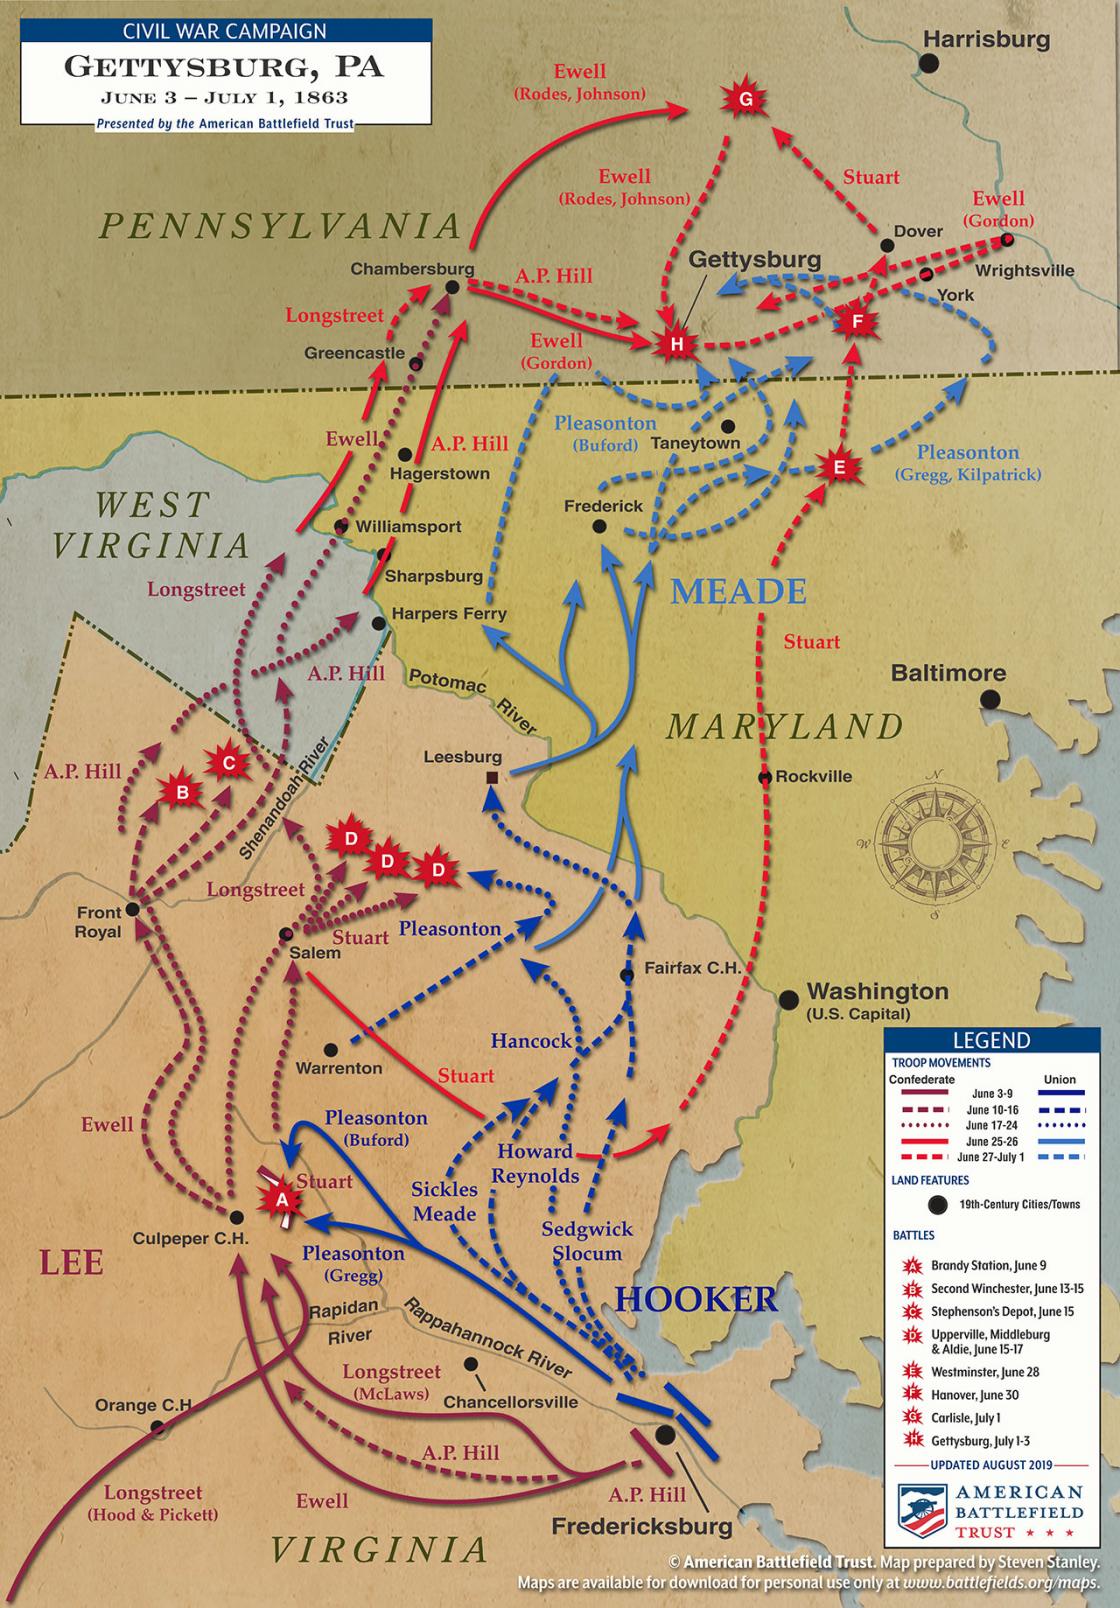 CIVIL WAR CAMPAIGN
GETTYSBURG, PA
JUNE 3 – JULY 1, 1863
Presented by the American Battlefield Trust
Harrisburg
Ewell
(Rodes, Johnson)
G
Ewell
(Rodes, Johnson)
Stuart
Ewell
(Gordon)
PENNSYLVANIA
Dover
Gettysburg
Wrightsville
Chambersburg
A.P. Hill
York
Longstreet
F
Greencastle
Ewell
(Gordon)
H
Ewell
A.P. Hill
Pleasonton
(Buford)
Taneytown
Pleasonton
(Gregg, Kilpatrick)
Hagerstown
E
WEST
VIRGINIA
Frederick
Williamsport
Longstreet
Sharpsburg
MEADE
Harpers Ferry
Stuart
A.P. Hill
Potomac
River
Baltimore
MARYLAND
A.P. Hill
C
B
Shenandoah River
Leesburg
Rockville
N
W
E
S
D
D
D
Longstreet
Front
Royal
Stuart
Pleasonton
Salem
Fairfax C.H.
Washington
(U.S. Capital)
Warrenton
Hancock
Stuart
Ewell
Pleasonton
(Buford)
Howard
Reynolds
Stuart
A
Sickles
Meade
Culpeper C.H.
Sedgwick
Slocum
LEE
Pleasonton
(Gregg)
HOOKER
Rapidan
River
Rappahannock River
Longstreet
(McLaws)
Chancellorsville
Orange C.H.
A.P. Hill
Longstreet
(Hood & Pickett)
Ewell
A.P. Hill
Fredericksburg
VIRGINIA
LEGEND
TROOP MOVEMENTS
Confederate Union
June 3-9
June 10-16
June 17-24
June 25-26
June 27-July 1
LAND FEATURES
19th-Century Cities/Towns
BATTLES
A Brandy Station, June 9
B Second Winchester, June 13-15
C Stephenson's Depot, June 15
D Upperville, Middleburg
& Aldie, June 15-17
E Westminster, June 28
F Hanover, June 30
G Carlisle, July 1
H Gettysburg, July 1-3
UPDATED AUGUST 2019
AMERICAN
BATTLEFIELD
TRUST ★ ★ ★
© American Battlefield Trust. Map prepared by Steven Stanley.
Maps are available for download for personal use only at www.battlefields.org/maps.